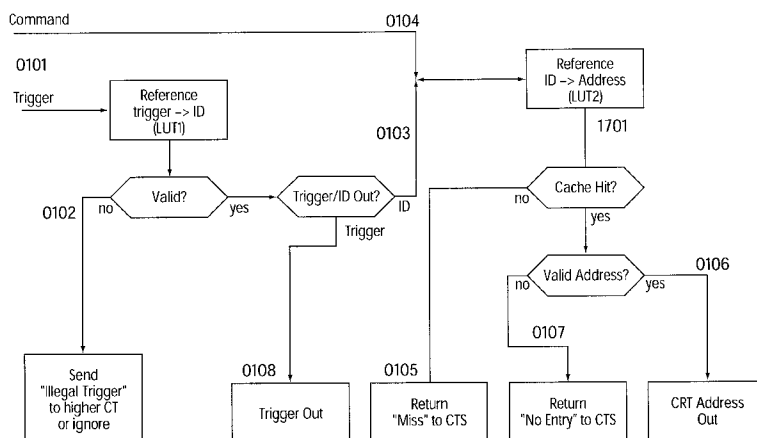 Command
0104
0101
Trigger
Reference
trigger –> ID
(LUT1)
Reference
ID –> Address
(LUT2)
0103
1701
0102
Valid?
no
yes
Trigger/ID Out?
ID
Trigger
Cache Hit?
no
yes
Valid Address?
no
yes
0106
0107
0108
0105
Send
"Illegal Trigger"
to higher CT
or ignore
Trigger Out
Return
"Miss" to CTS
Return
"No Entry" to CTS
CRT Address
Out